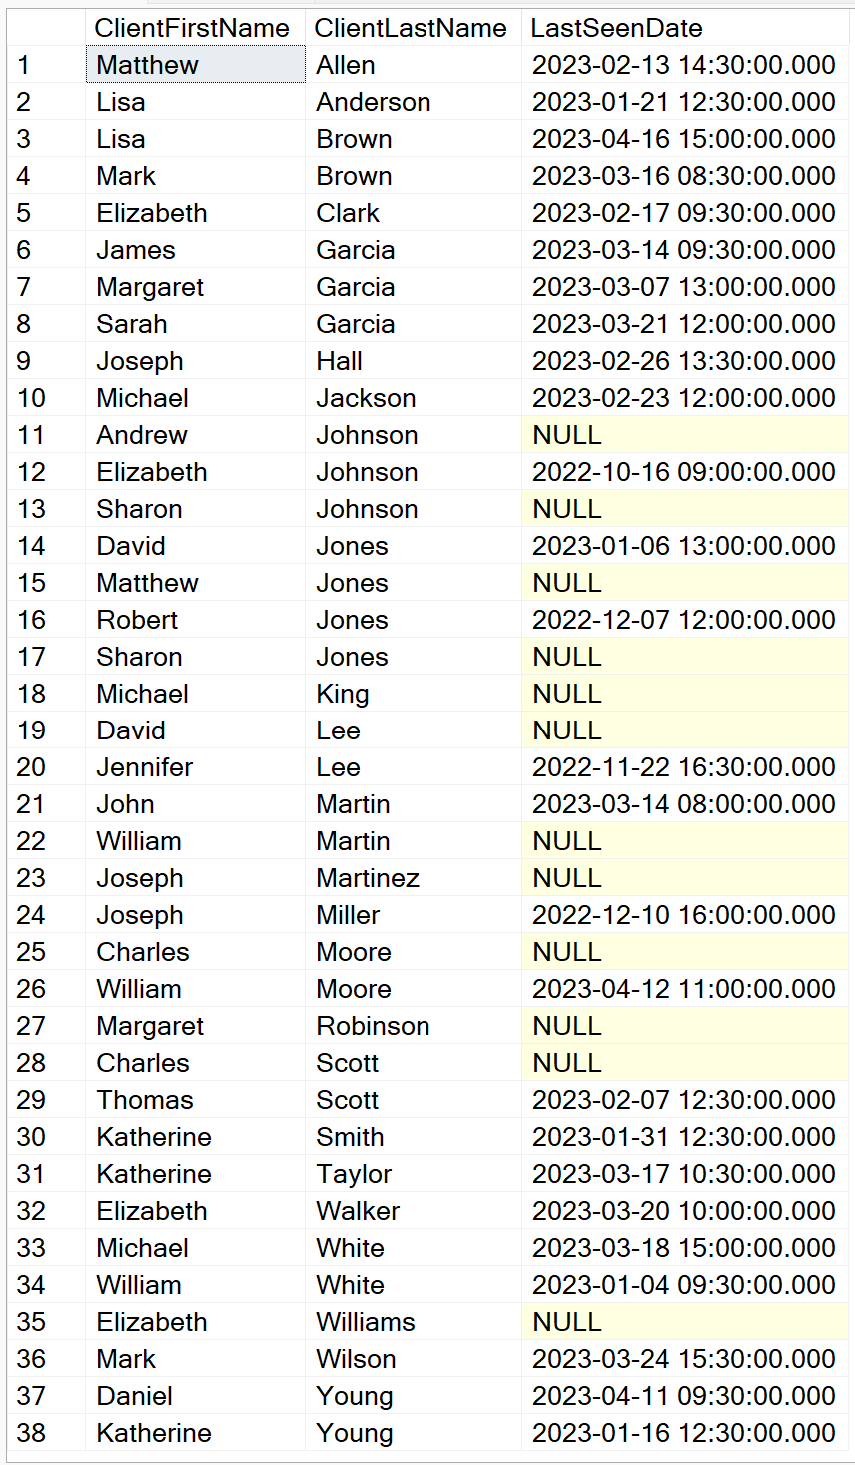 ClientFirstName ClientLastName LastSeenDate
1 Matthew Allen 2023-02-13 14:30:00.000
2 Lisa Anderson 2023-01-21 12:30:00.000
3 Lisa Brown 2023-04-16 15:00:00.000
4 Mark Brown 2023-03-16 08:30:00.000
5 Elizabeth Clark 2023-02-17 09:30:00.000
6 James Garcia 2023-03-14 09:30:00.000
7 Margaret Garcia 2023-03-07 13:00:00.000
8 Sarah Garcia 2023-03-21 12:00:00.000
9 Joseph Hall 2023-02-26 13:30:00.000
10 Michael Jackson 2023-02-23 12:00:00.000
11 Andrew Johnson NULL
12 Elizabeth Johnson 2022-10-16 09:00:00.000
13 Sharon Johnson NULL
14 David Jones 2023-01-06 13:00:00.000
15 Matthew Jones NULL
16 Robert Jones 2022-12-07 12:00:00.000
17 Sharon Jones NULL
18 Michael King NULL
19 David Lee NULL
20 Jennifer Lee 2022-11-22 16:30:00.000
21 John Martin 2023-03-14 08:00:00.000
22 William Martin NULL
23 Joseph Martinez NULL
24 Joseph Miller 2022-12-10 16:00:00.000
25 Charles Moore NULL
26 William Moore 2023-04-12 11:00:00.000
27 Margaret Robinson NULL
28 Charles Scott NULL
29 Thomas Scott 2023-02-07 12:30:00.000
30 Katherine Smith 2023-01-31 12:30:00.000
31 Katherine Taylor 2023-03-17 10:30:00.000
32 Elizabeth Walker 2023-03-20 10:00:00.000
33 Michael White 2023-03-18 15:00:00.000
34 William White 2023-01-04 09:30:00.000
35 Elizabeth Williams NULL
36 Mark Wilson 2023-03-24 15:30:00.000
37 Daniel Young 2023-04-11 09:30:00.000
38 Katherine Young 2023-01-16 12:30:00.000